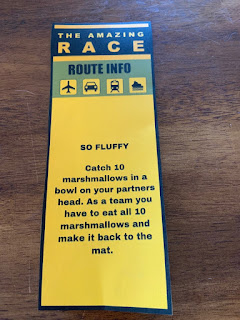 THE AMAZING
RACE
ROUTE INFO
SO FLUFFY
Catch 10
marshmallows in a
bowl on your partners
head. As a team you
have to eat all 10
marshmallows and
make it back to the
mat.